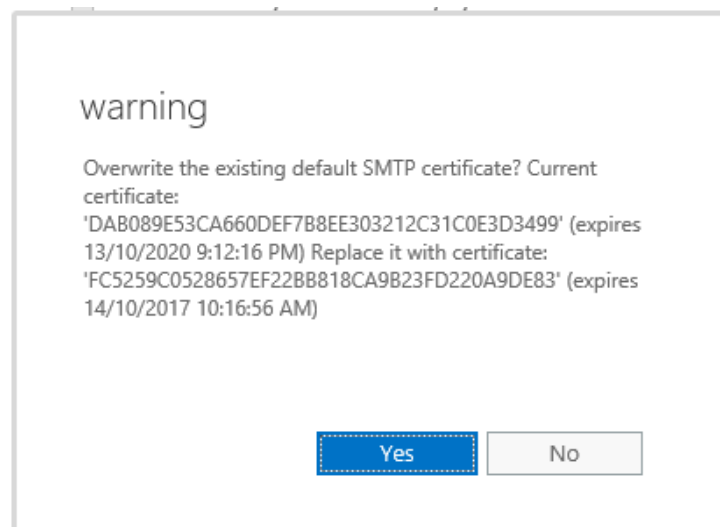 warning
Overwrite the existing default SMTP certificate? Current
certificate:
'DAB089E53CA660DEF7B8EE303212C31C0E3D3499' (expires
13/10/2020 9:12:16 PM) Replace it with certificate:
'FC5259C0528657EF22BB818CA9B23FD220A9DE83' (expires
14/10/2017 10:16:56 AM)
Yes
No